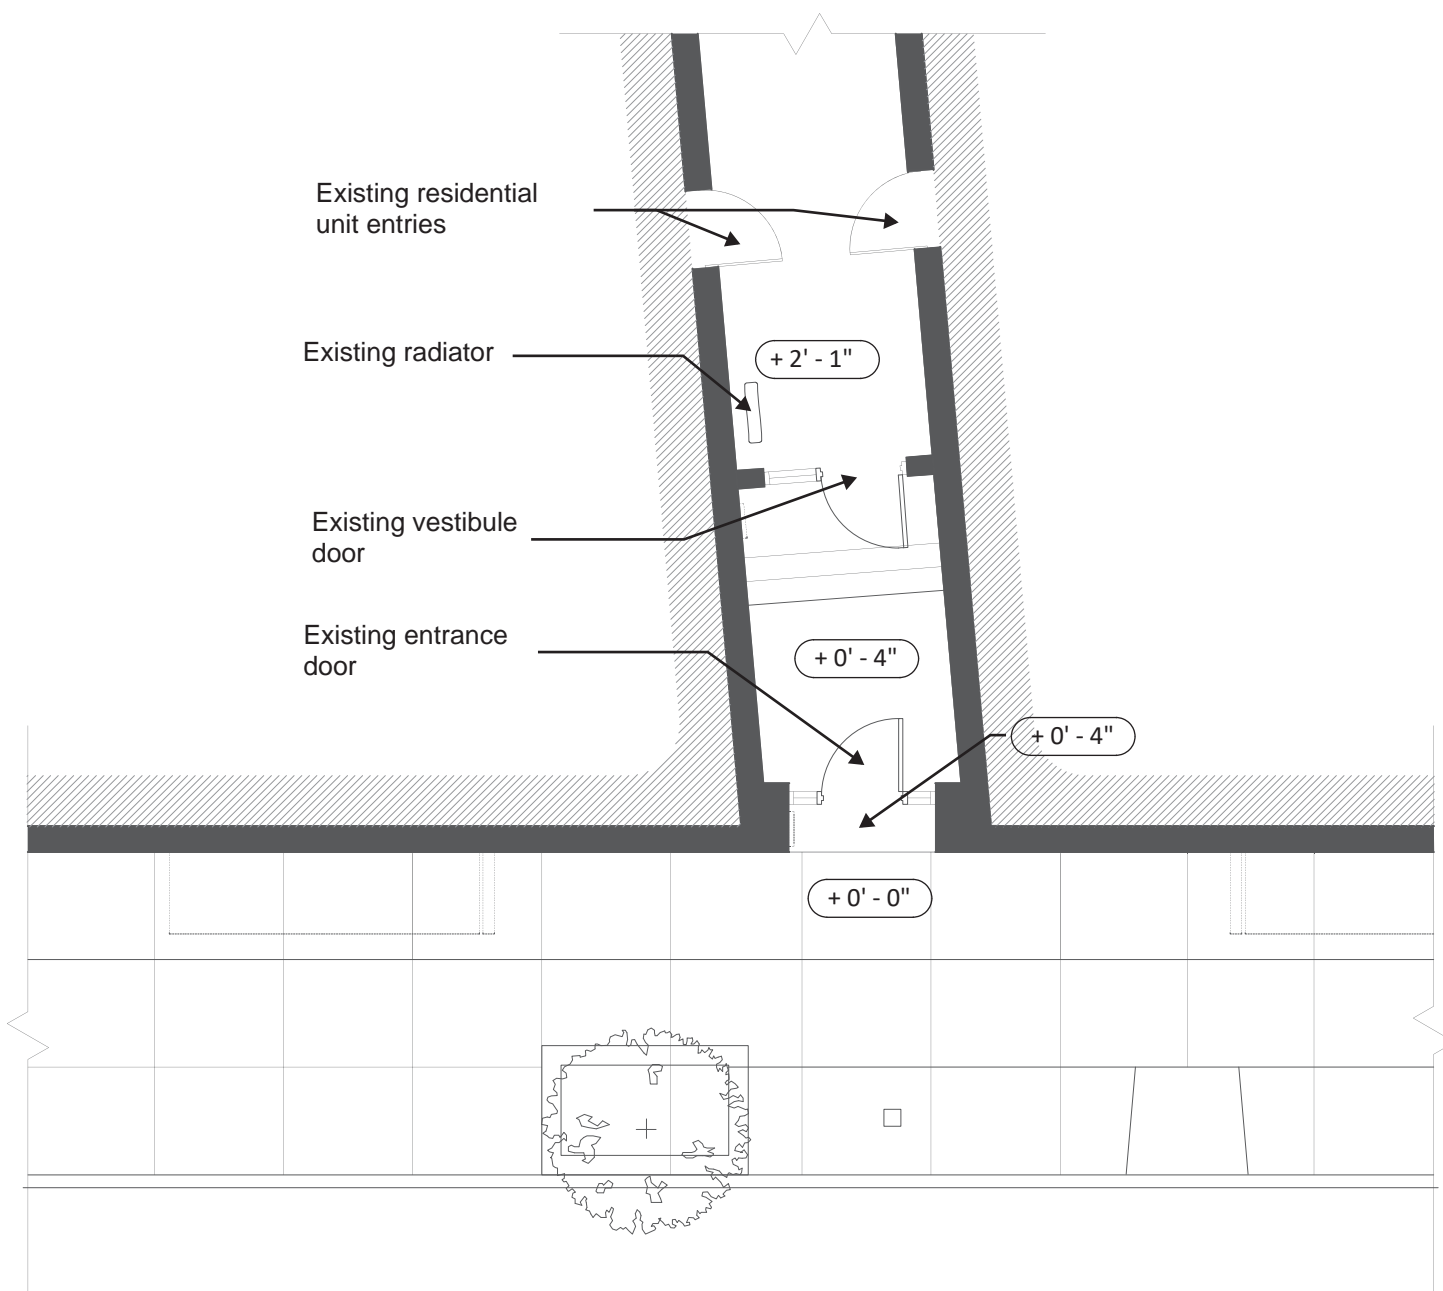 Existing residential
unit entries
Existing radiator
+ 2' - 1"
Existing vestibule
door
Existing entrance
door
+ 0' - 4"
+ 0' - 4"
+ 0' - 0"